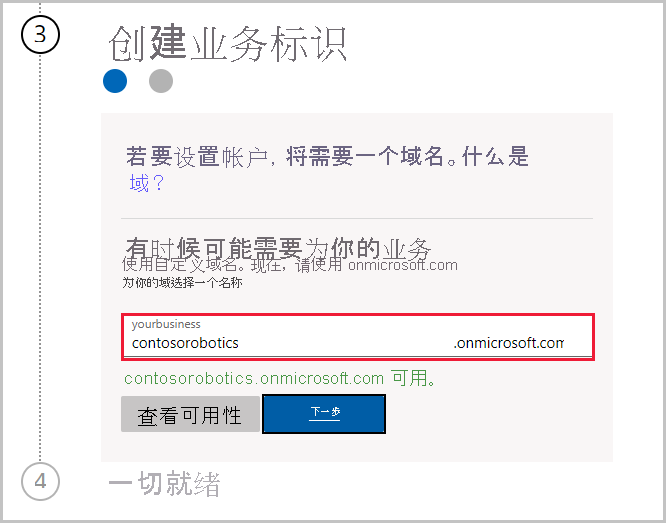 3
创建业务标识
若要设置帐户, 将需要一个域名。什么是
域?
有时候可能需要为你的业务
使用自定义域名。现在, 请使用 onmicrosoft.com
为你的域选择一个名称
yourbusiness
contosorobotics .onmicrosoft.com
contosorobotics.onmicrosoft.com 可用。
查看可用性 下一步
4
一切就绪